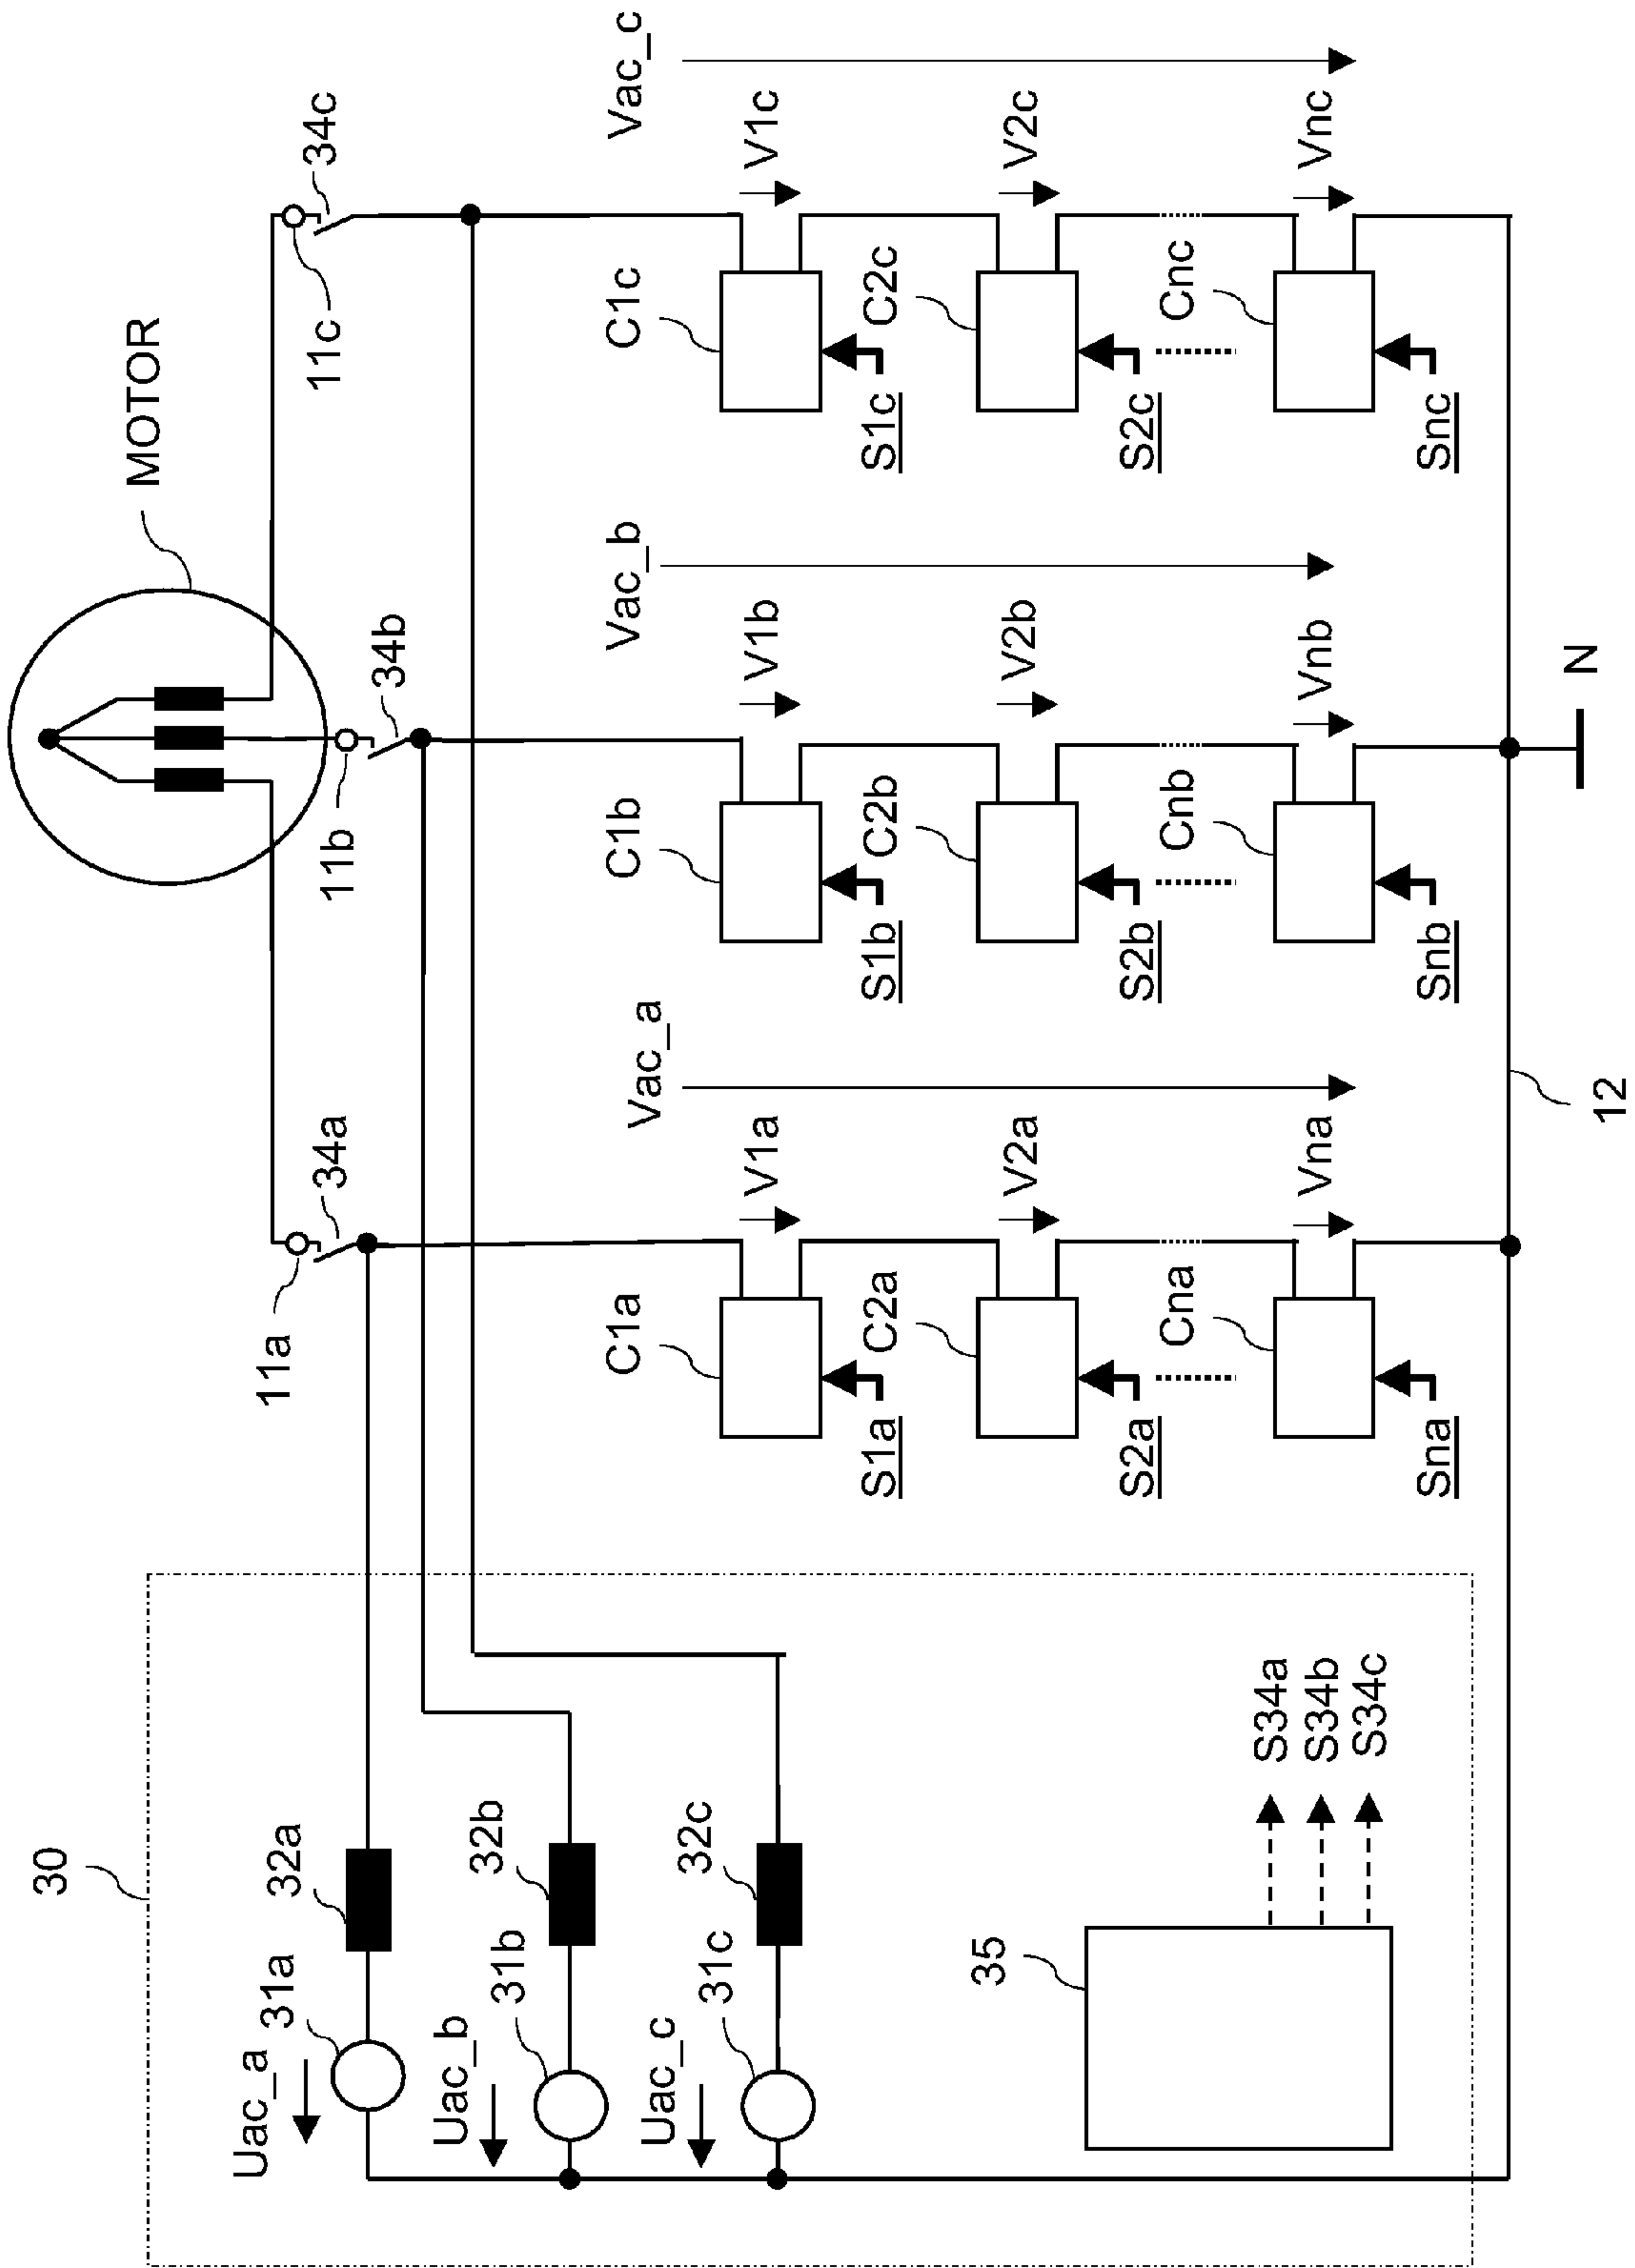 MOTOR
11a
34a
11b
34b
11c
34c
30
Uac_a
31a
32a
Uac_b
31b
32b
Uac_c
31c
32c
35
S34a
S34b
S34c
C1a
V1a
Vac_a
S1a
C2a
V2a
S2a
Cna
Vna
Sna
C1b
V1b
Vac_b
S1b
C2b
V2b
S2b
Cnb
Vnb
Snb
C1c
V1c
Vac_c
S1c
C2c
V2c
S2c
Cnc
Vnc
Snc
12
N